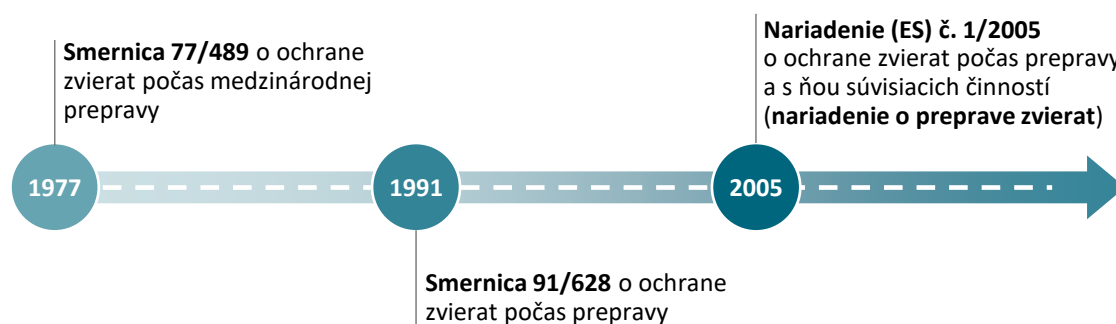 Smernica 77/489 o ochrane
zvierat počas medzinárodnej
prepravy
Nariadenie (ES) č. 1/2005
o ochrane zvierat počas prepravy
a s ňou súvisiacich činností
(nariadenie o preprave zvierat)
1977
1991
2005
Smernica 91/628 o ochrane
zvierat počas prepravy